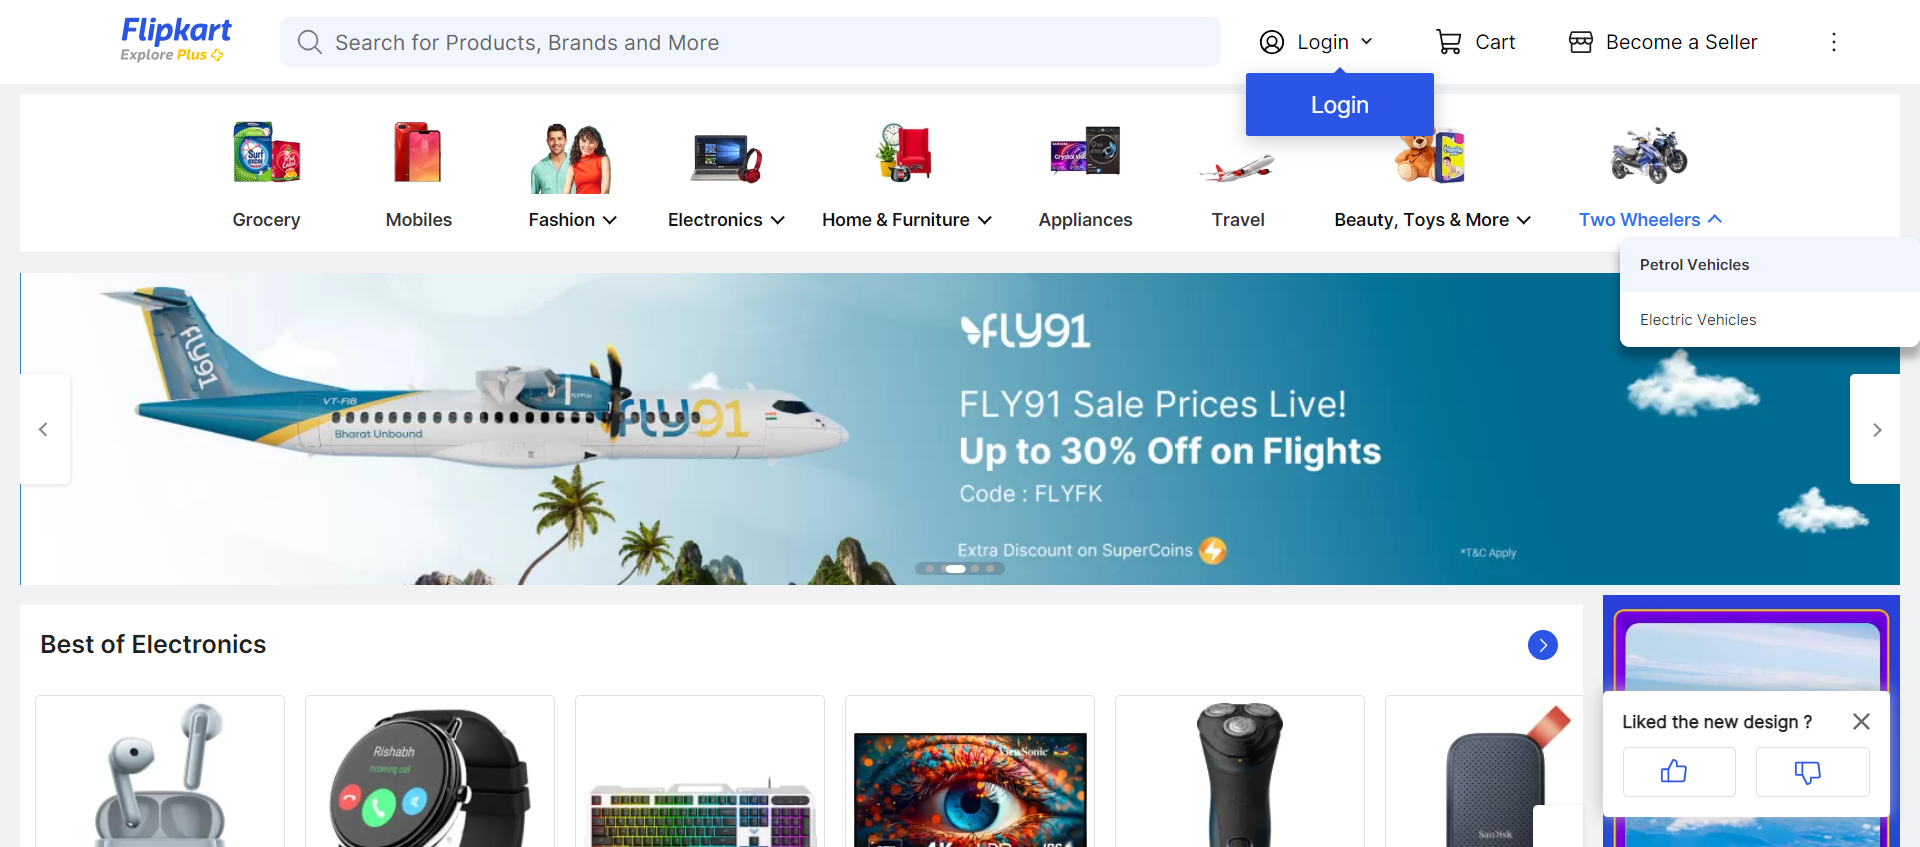 Flipkart
Explore Plus
Search for Products, Brands and More
Login
Cart
Become a Seller
Login
Grocery
Mobiles
Fashion
Electronics
Home & Furniture
Appliances
Travel
Beauty, Toys & More
Two Wheelers
Petrol Vehicles
Electric Vehicles
fly91
VT-FIB
Bharat Unbound
fly91
FLY91
FLY91 Sale Prices Live!
Up to 30% Off on Flights
Code : FLYFK
Extra Discount on SuperCoins
*T&C Apply
Best of Electronics
Liked the new design ?
Rishabh
Incoming call
ViewSonic
4K
SanDisk